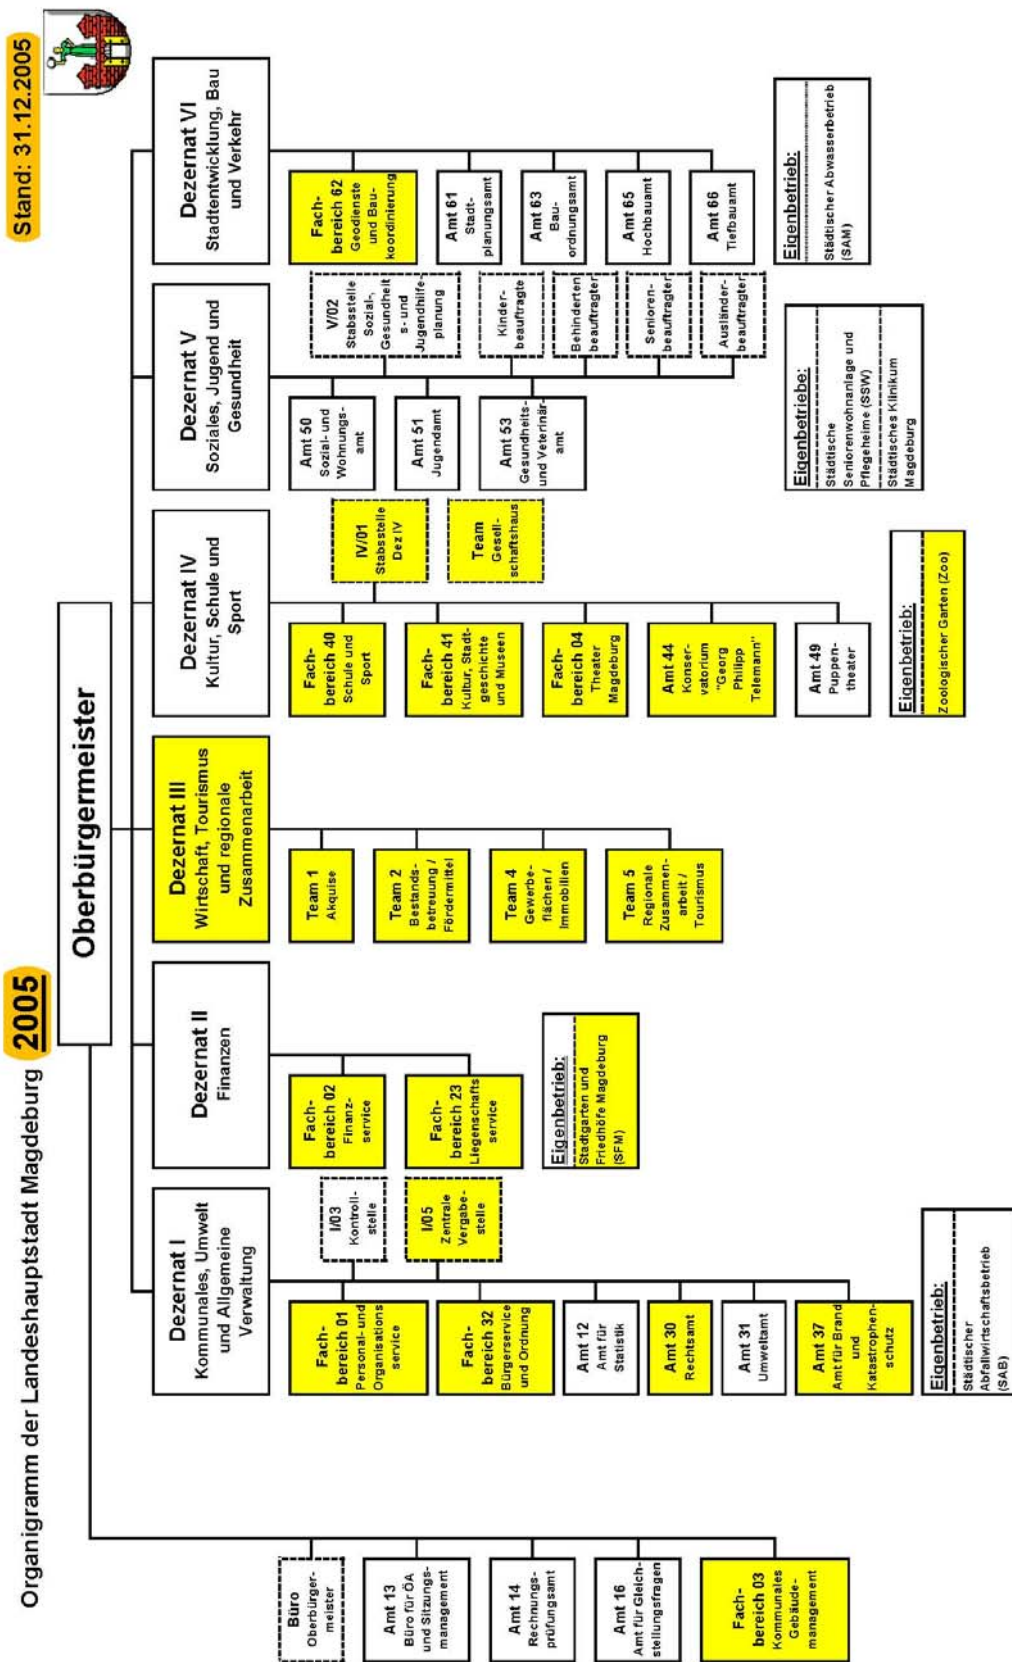 Organigramm der Landeshauptstadt Magdeburg 2005
Stand: 31.12.2005
Oberbürgermeister
Büro
Oberbürger-
meister
Amt 13
Büro für ÖA
und Sitzungs-
management
Amt 14
Rechnungs-
prüfungsamt
Amt 16
Amt für Gleich-
stellungsfragen
Fach-
bereich 03
Kommunales
Gebäude-
management
Dezernat I
Kommunales, Umwelt
und Allgemeine
Verwaltung
I/03
Kontroll-
stelle
I/05
Zentrale
Vergabe-
stelle
Fach-
bereich 01
Personal- und
Organisations
service
Fach-
bereich 32
Bürgerservice
und Ordnung
Amt 12
Amt für
Statistik
Amt 30
Rechtsamt
Amt 31
Umweltamt
Amt 37
Amt für Brand
und
Katastrophen-
schutz
Eigenbetrieb:
Städtischer
Abfallwirtschaftsbetrieb
(SAB)
Dezernat II
Finanzen
Fach-
bereich 02
Finanz-
service
Fach-
bereich 23
Liegenschafts
service
Eigenbetrieb:
Stadtgarten und
Friedhöfe Magdeburg
(SFM)
Dezernat III
Wirtschaft, Tourismus
und regionale
Zusammenarbeit
Team 1
Akquise
Team 2
Bestands-
betreuung /
Fördermittel
Team 4
Gewerbe-
flächen /
Immobilien
Team 5
Regionale
Zusammen-
arbeit /
Tourismus
Dezernat IV
Kultur, Schule und
Sport
IV/01
Stabsstelle
Dez IV
Team
Gesell-
schaftshaus
Fach-
bereich 40
Schule und
Sport
Fach-
bereich 41
Kultur, Stadt-
geschichte
und Museen
Fach-
bereich 04
Theater
Magdeburg
Amt 44
Konser-
vatorium
"Georg
Philipp
Telemann"
Amt 49
Puppen-
theater
Eigenbetrieb:
Zoologischer Garten (Zoo)
Dezernat V
Soziales, Jugend und
Gesundheit
V/02
Stabsstelle
Sozial-,
Gesundheit
s- und
Jugendhilfe-
planung
Kinder-
beauftragte
Behinderten
beauftragter
Senioren-
beauftragter
Ausländer-
beauftragter
Amt 50
Sozial- und
Wohnungs-
amt
Amt 51
Jugendamt
Amt 53
Gesundheits-
und Veterinär-
amt
Eigenbetriebe:
Städtische
Seniorenwohnanlage und
Pflegeheime (SSW)
Städtisches Klinikum
Magdeburg
Dezernat VI
Stadtentwicklung, Bau
und Verkehr
Fach-
bereich 62
Geodienste
und Bau-
koordinierung
Amt 61
Stadt-
planungsamt
Amt 63
Bau-
ordnungsamt
Amt 65
Hochbauamt
Amt 66
Tiefbauamt
Eigenbetrieb:
Städtischer Abwasserbetrieb
(SAM)